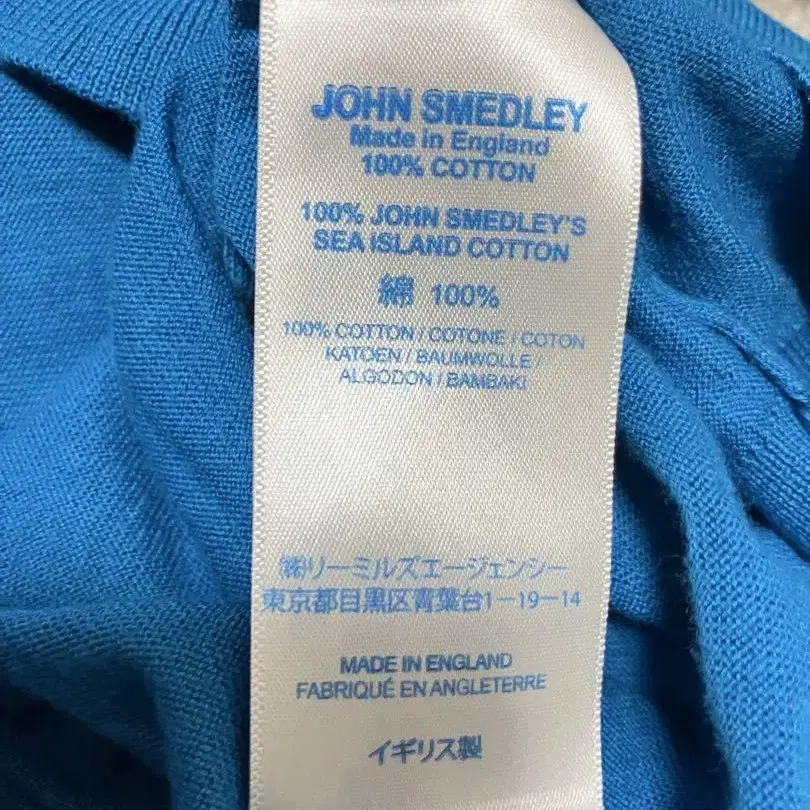 JOHN SMEDLEY
Made in England
100% COTTON
100% JOHN SMEDLEY'S
SEA ISLAND COTTON
綿 100%
100% COTTON / COTONE / COTON
KATOEN / BAUMWOLLE /
ALGODON / BAMBAKI
㈱リーミルズエージェンシー
東京都目黒区青葉台1-19-14
MADE IN ENGLAND
FABRIQUÉ EN ANGLETERRE
イギリス製